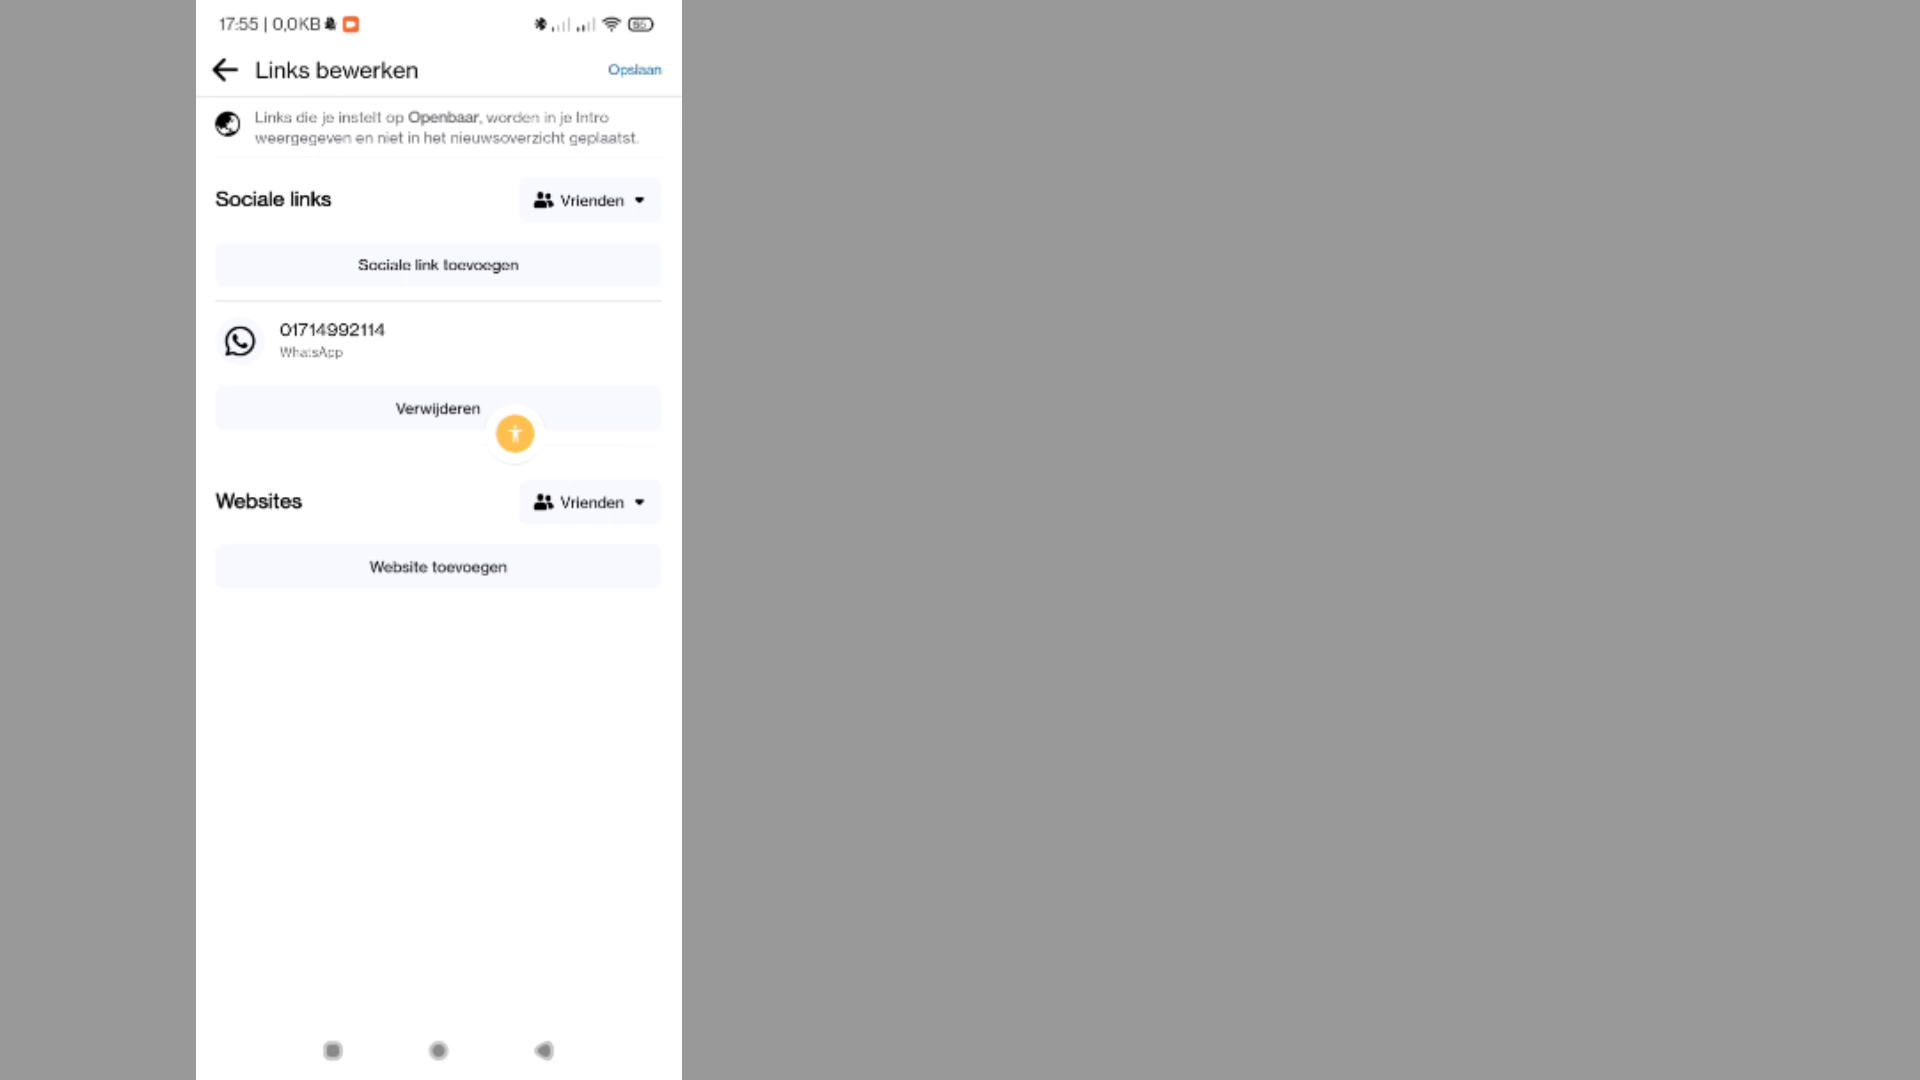 17:55 | 0,0KB
Links bewerken
Opslaan
Links die je instelt op Openbaar, worden in je Intro
weergegeven en niet in het nieuwsoverzicht geplaatst.
Sociale links
Vrienden
Sociale link toevoegen
01714992114
WhatsApp
Verwijderen
Websites
Vrienden
Website toevoegen